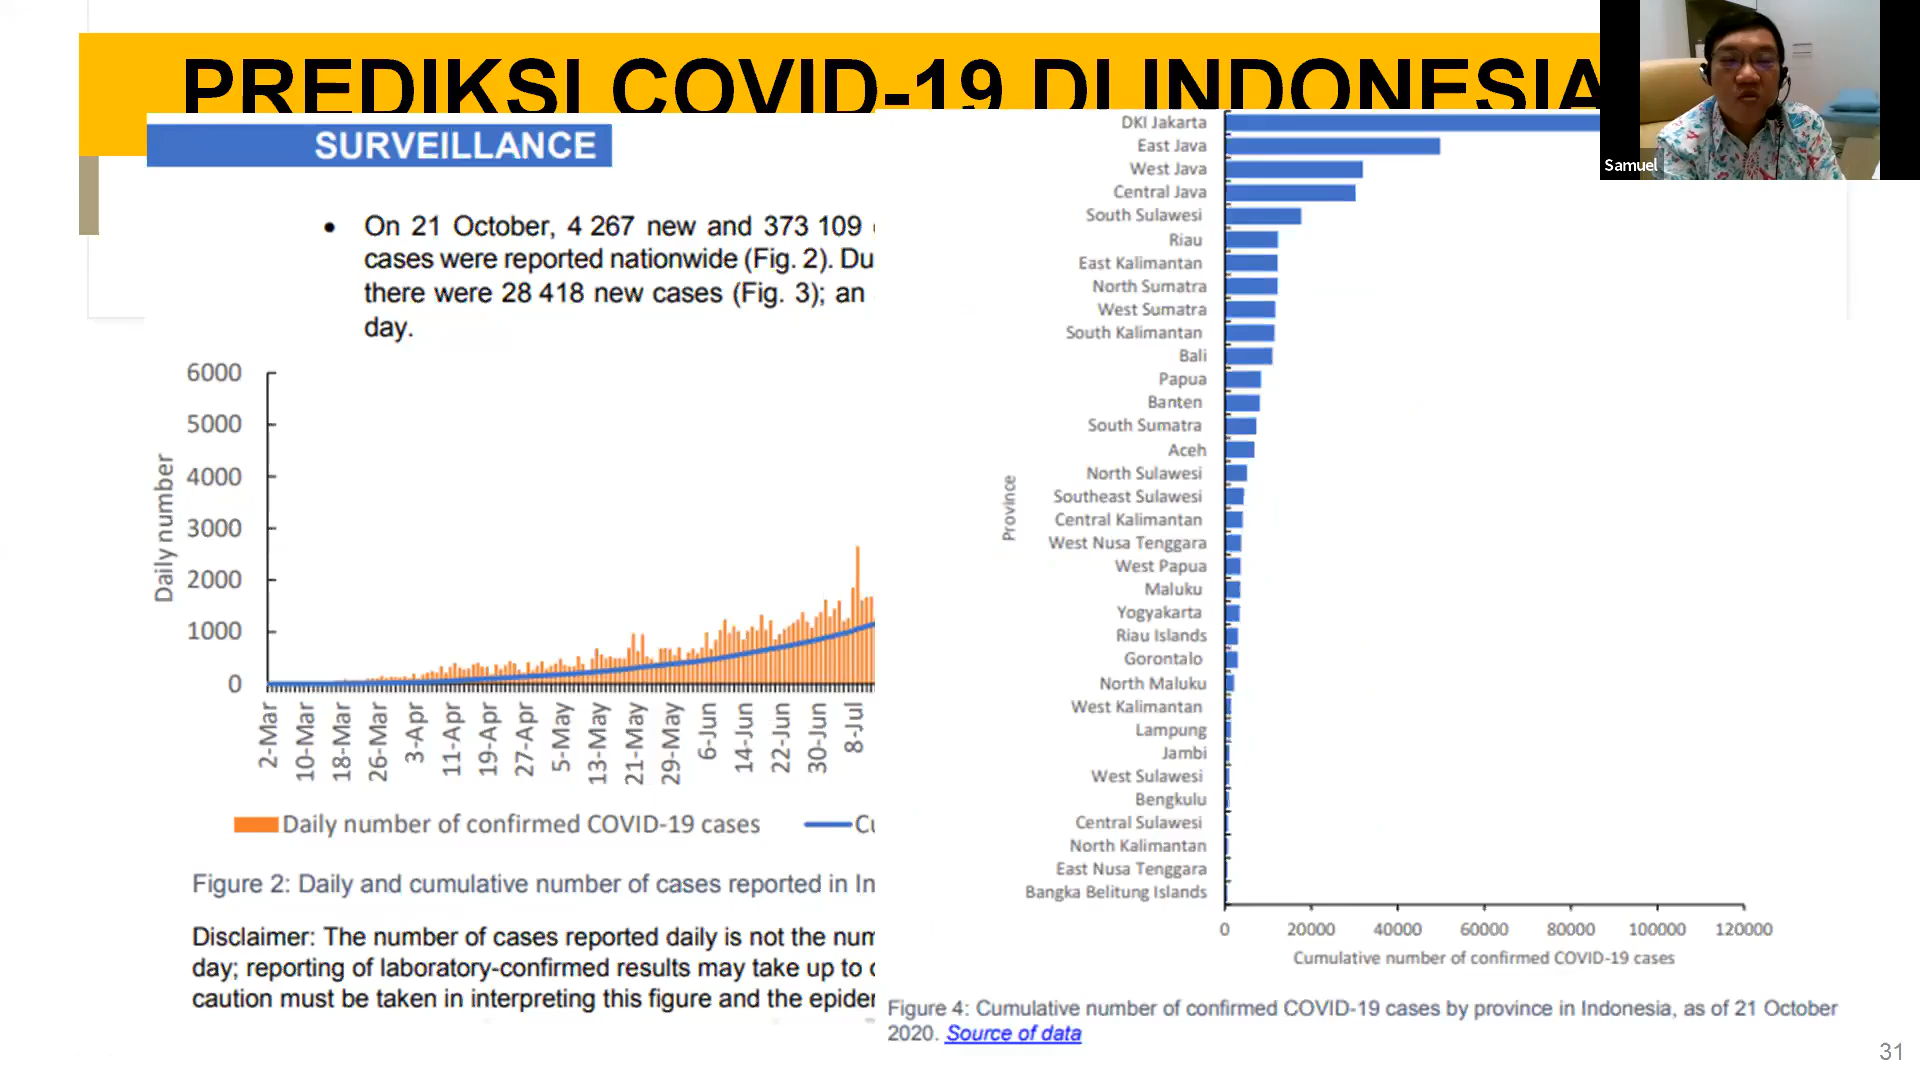 PREDIKSI COVID-19 DI INDONESIA
Samuel
SURVEILLANCE
• On 21 October, 4 267 new and 373 109
cases were reported nationwide (Fig. 2). Du
there were 28 418 new cases (Fig. 3); an
day.
Daily number
6000
5000
4000
3000
2000
1000
0
2-Mar
10-Mar
18-Mar
26-Mar
3-Apr
11-Apr
19-Apr
27-Apr
5-May
13-May
21-May
29-May
6-Jun
14-Jun
22-Jun
30-Jun
8-Jul
Daily number of confirmed COVID-19 cases
Figure 2: Daily and cumulative number of cases reported in In
Disclaimer: The number of cases reported daily is not the num
day; reporting of laboratory-confirmed results may take up to
caution must be taken in interpreting this figure and the epider
Province
DKI Jakarta
East Java
West Java
Central Java
South Sulawesi
Riau
East Kalimantan
North Sumatra
West Sumatra
South Kalimantan
Bali
Papua
Banten
South Sumatra
Aceh
North Sulawesi
Southeast Sulawesi
Central Kalimantan
West Nusa Tenggara
West Papua
Maluku
Yogyakarta
Riau Islands
Gorontalo
North Maluku
West Kalimantan
Lampung
Jambi
West Sulawesi
Bengkulu
Central Sulawesi
North Kalimantan
East Nusa Tenggara
Bangka Belitung Islands
0 20000 40000 60000 80000 100000 120000
Cumulative number of confirmed COVID-19 cases
Figure 4: Cumulative number of confirmed COVID-19 cases by province in Indonesia, as of 21 October
2020. Source of data
31